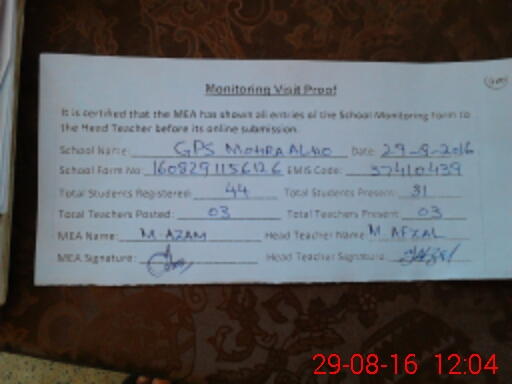 Monitoring Visit Proof
It is certified that the MEA has shown all entries of the School Monitoring Form to
the Head Teacher before its online submission.
School Name: GPS MOHRA ALHO Date: 29-8-2016
School Form No: 1608291156126 EMIS Code: 37410439
Total Students Registered: 44 Total Students Present: 31
Total Teachers Posted: 03 Total Teachers Present: 03
MEA Name: M. AZAM Head Teacher Name: M. AFZAL
MEA Signature: Head Teacher Signature:
29-08-16 12:04